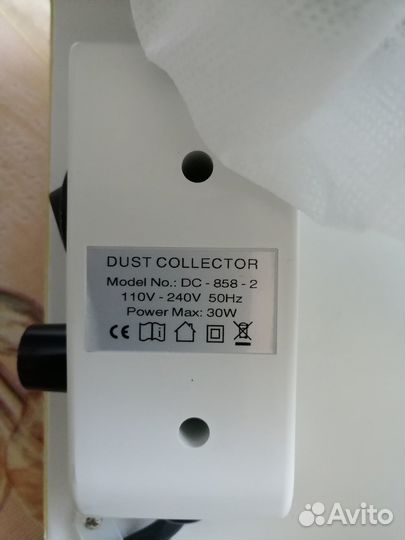 DUST COLLECTOR
Model No.: DC - 858 - 2
110V - 240V 50Hz
Power Max: 30W
CE
Avito